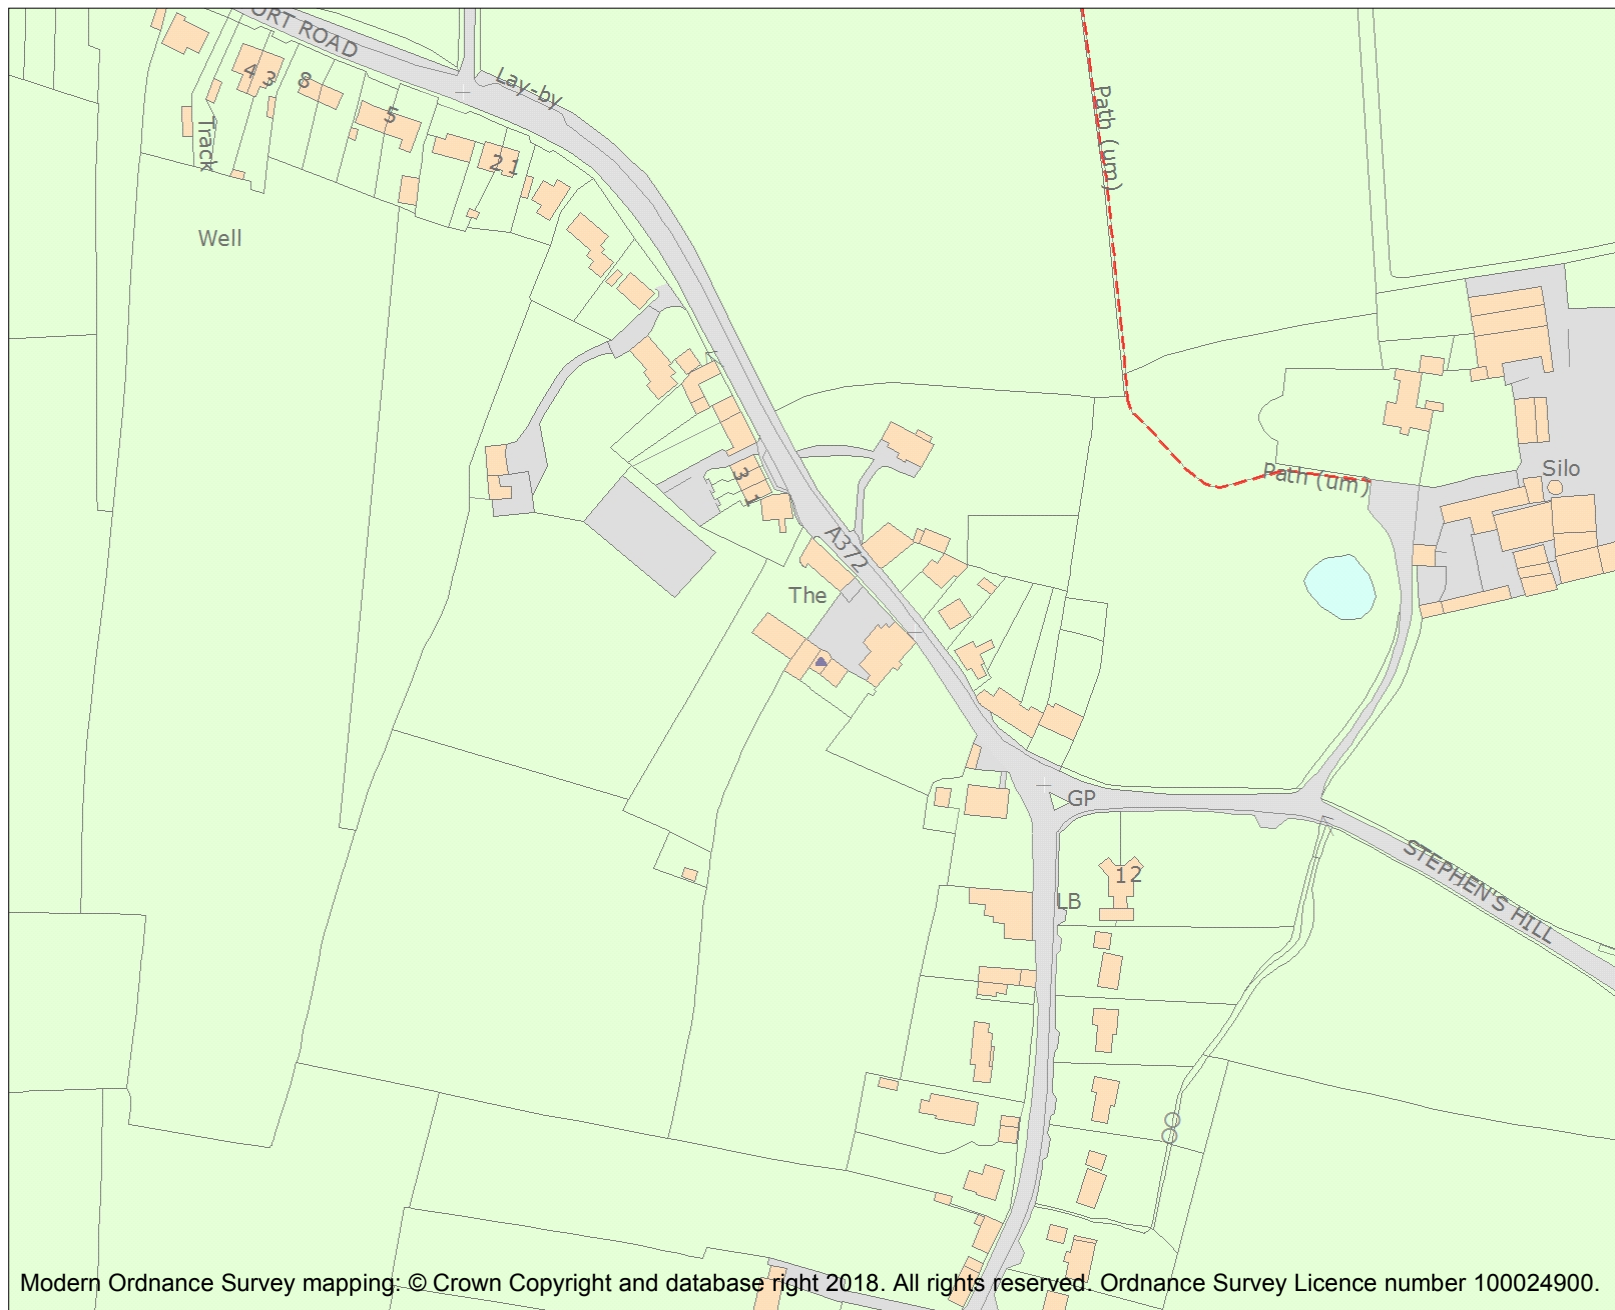 ORT ROAD
Lay-by
4
3
8
5
Track
2
1
Path (um)
Well
Path (um)
Silo
3
1
A372
The
GP
12
LB
STEPHEN'S HILL
Modern Ordnance Survey mapping: © Crown Copyright and database right 2018. All rights reserved. Ordnance Survey Licence number 100024900.